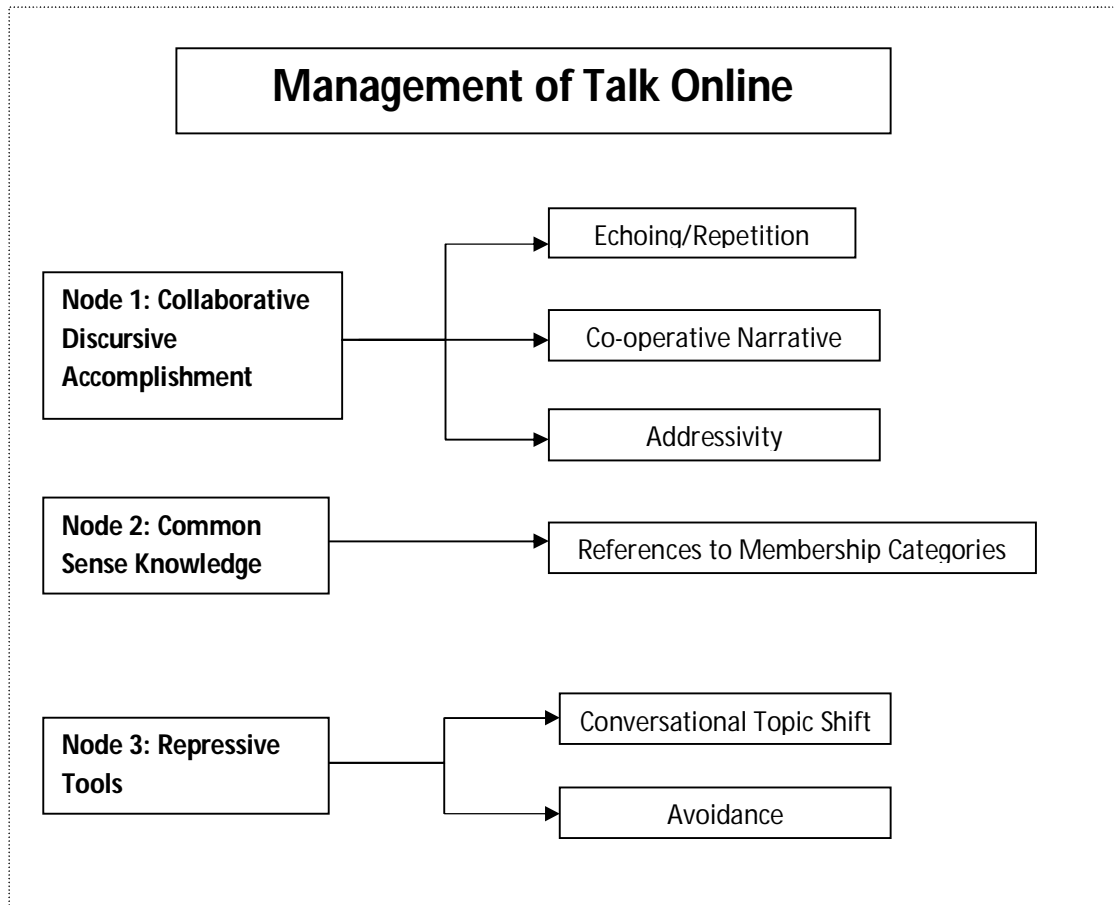 Management of Talk Online
Echoing/Repetition
Node 1: Collaborative
Discursive
Accomplishment
Co-operative Narrative
Addressivity
Node 2: Common
Sense Knowledge
References to Membership Categories
Node 3: Repressive
Tools
Conversational Topic Shift
Avoidance